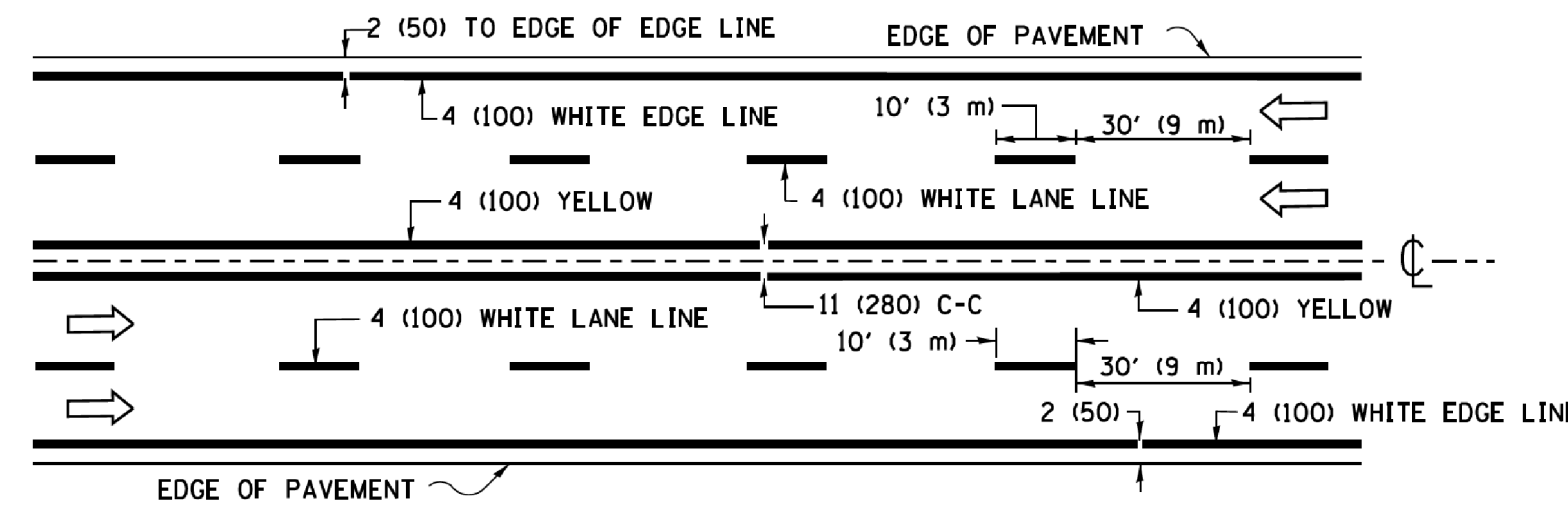 2 (50) TO EDGE OF EDGE LINE
EDGE OF PAVEMENT
4 (100) WHITE EDGE LINE
10' (3 m)
30' (9 m)
4 (100) YELLOW
4 (100) WHITE LANE LINE
11 (280) C-C
4 (100) YELLOW
4 (100) WHITE LANE LINE
10' (3 m)
30' (9 m)
2 (50)
4 (100) WHITE EDGE LIN
EDGE OF PAVEMENT